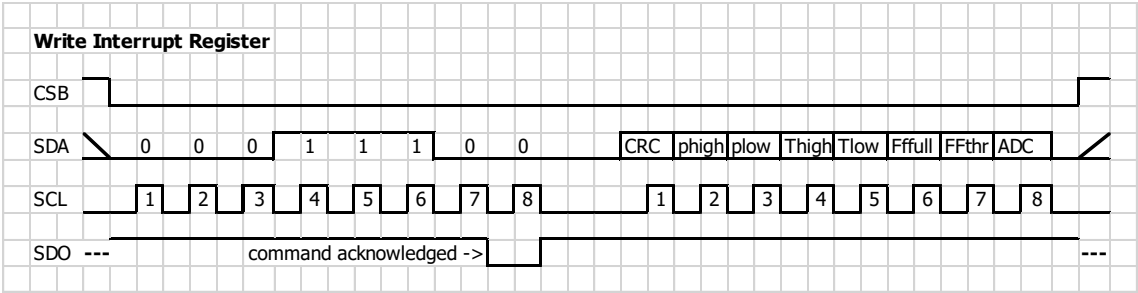 Write Interrupt Register
CSB
SDA 0 0 0 1 1 1 0 0 CRC phigh plow Thigh Tlow Fffull FFthr ADC
SCL 1 2 3 4 5 6 7 8 1 2 3 4 5 6 7 8
SDO --- command acknowledged -> ---